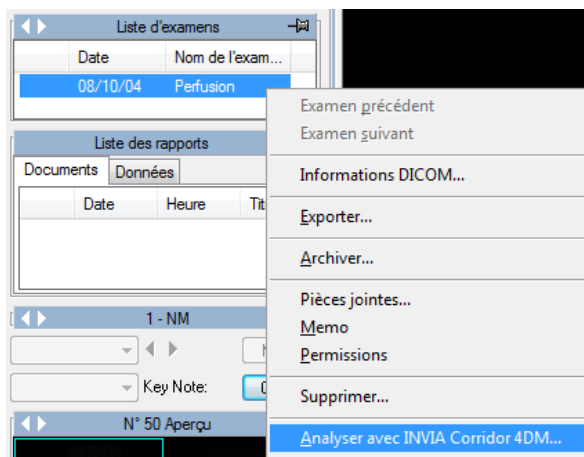 Liste d'examens
Date Nom de l'exam...
08/10/04 Perfusion
Liste des rapports
Documents Données
Date Heure
1 - NM
Key Note:
N° 50 Aperçu
Examen précédent
Examen suivant
Informations DICOM...
Exporter...
Archiver...
Pièces jointes...
Memo
Permissions
Supprimer...
Analyser avec INVIA Corridor 4DM...